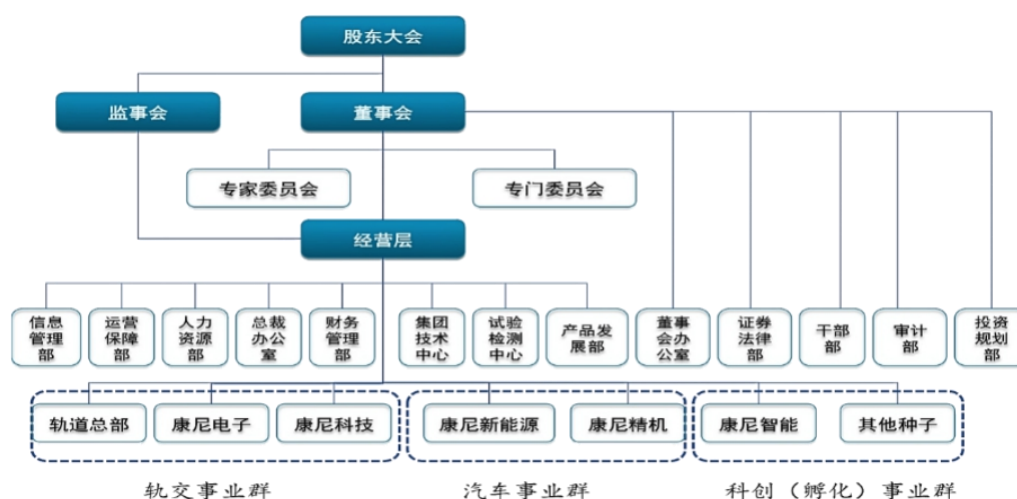 股东大会
监事会
董事会
专家委员会
专门委员会
经营层
信息
管理
部
运营
保障
部
人力
资源
部
总裁
办公
室
财务
管理
部
集团
技术
中心
试验
检测
中心
产品发
展部
董事
会办
公室
证券
法律
部
干部
部
审计
部
投资
规划
部
轨道总部
康尼电子
康尼科技
康尼新能源
康尼精机
康尼智能
其他种子
轨交事业群
汽车事业群
科创（孵化）事业群